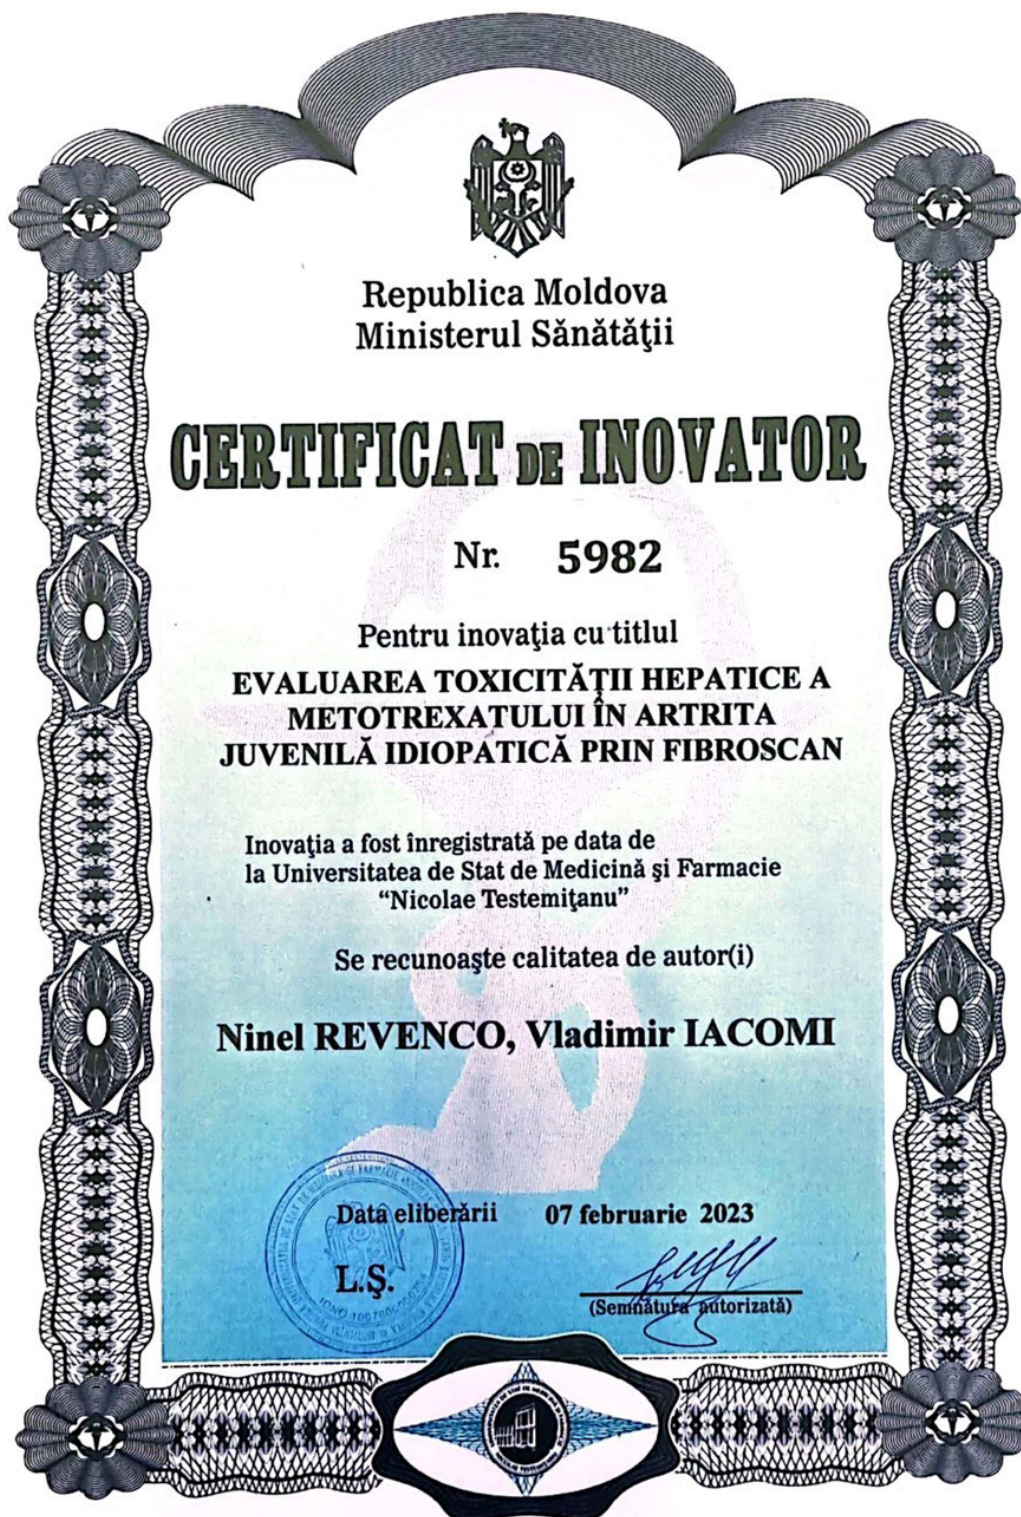 Republica Moldova
Ministerul Sănătăţii
CERTIFICAT DE INOVATOR
Nr. 5982
Pentru inovaţia cu titlul
EVALUAREA TOXICITĂŢII HEPATICE A
METOTREXATULUI ÎN ARTRITA
JUVENILĂ IDIOPATICĂ PRIN FIBROSCAN
Inovaţia a fost înregistrată pe data de
la Universitatea de Stat de Medicină şi Farmacie
“Nicolae Testemiţanu”
Se recunoaşte calitatea de autor(i)
Ninel REVENCO, Vladimir IACOMI
Data eliberării 07 februarie 2023
L.Ş.
(Semnătura autorizată)